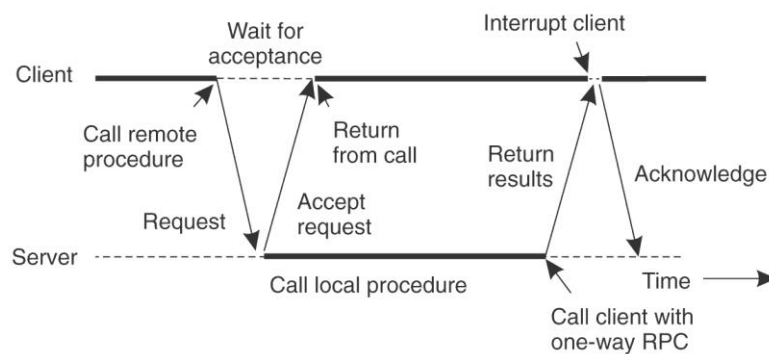 Interrupt client
Wait for
acceptance
Client
Call remote
procedure
Return
from call
Return
results
Acknowledge
Request
Accept
request
Server
Call local procedure
Time
Call client with
one-way RPC